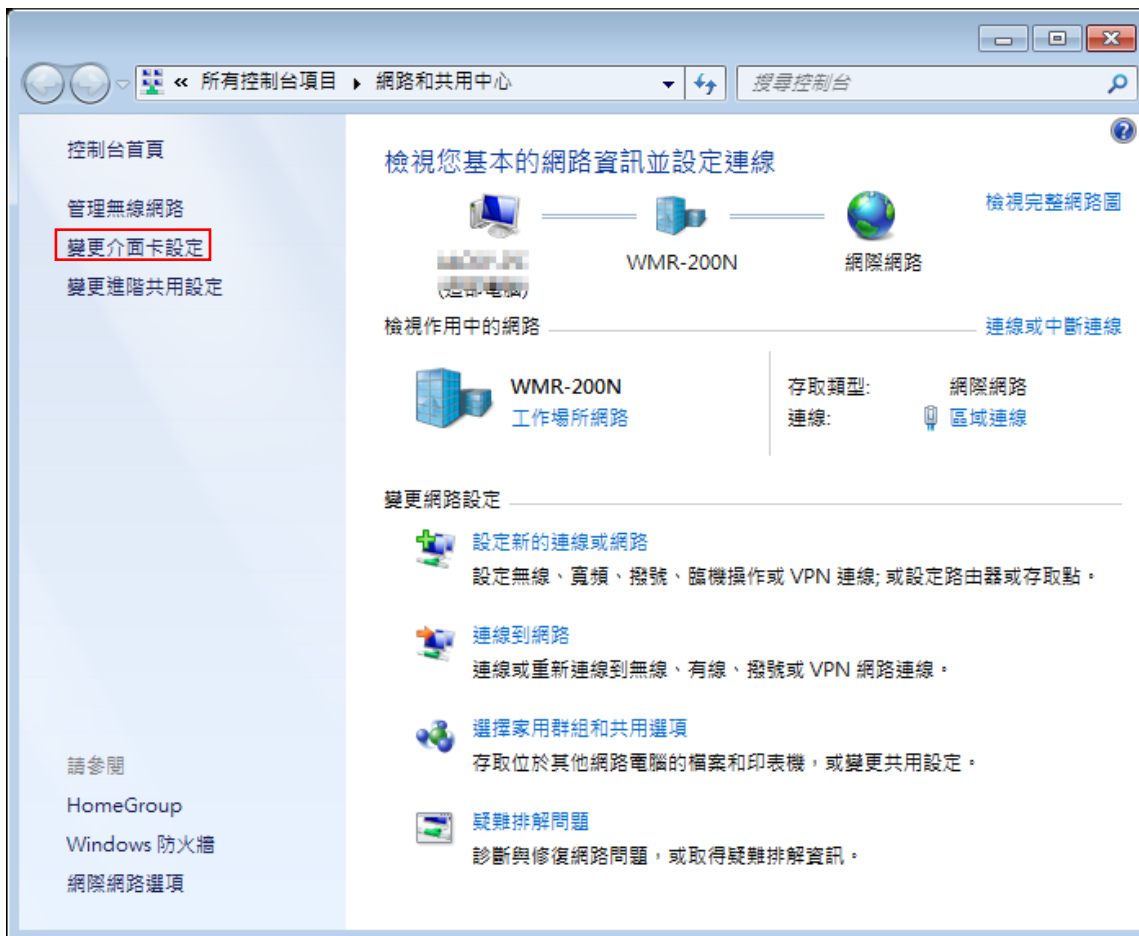 « 所有控制台項目 ▸ 網路和共用中心
搜尋控制台
控制台首頁
管理無線網路
變更介面卡設定
變更進階共用設定
請參閱
HomeGroup
Windows 防火牆
網際網路選項
檢視您基本的網路資訊並設定連線
檢視完整網路圖
WMR-200N
網際網路
檢視作用中的網路
連線或中斷連線
WMR-200N
工作場所網路
存取類型: 網際網路
連線: 區域連線
變更網路設定
設定新的連線或網路
設定無線、寬頻、撥號、臨機操作或 VPN 連線; 或設定路由器或存取點。
連線到網路
連線或重新連線到無線、有線、撥號或 VPN 網路連線。
選擇家用群組和共用選項
存取位於其他網路電腦的檔案和印表機，或變更共用設定。
疑難排解問題
診斷與修復網路問題，或取得疑難排解資訊。